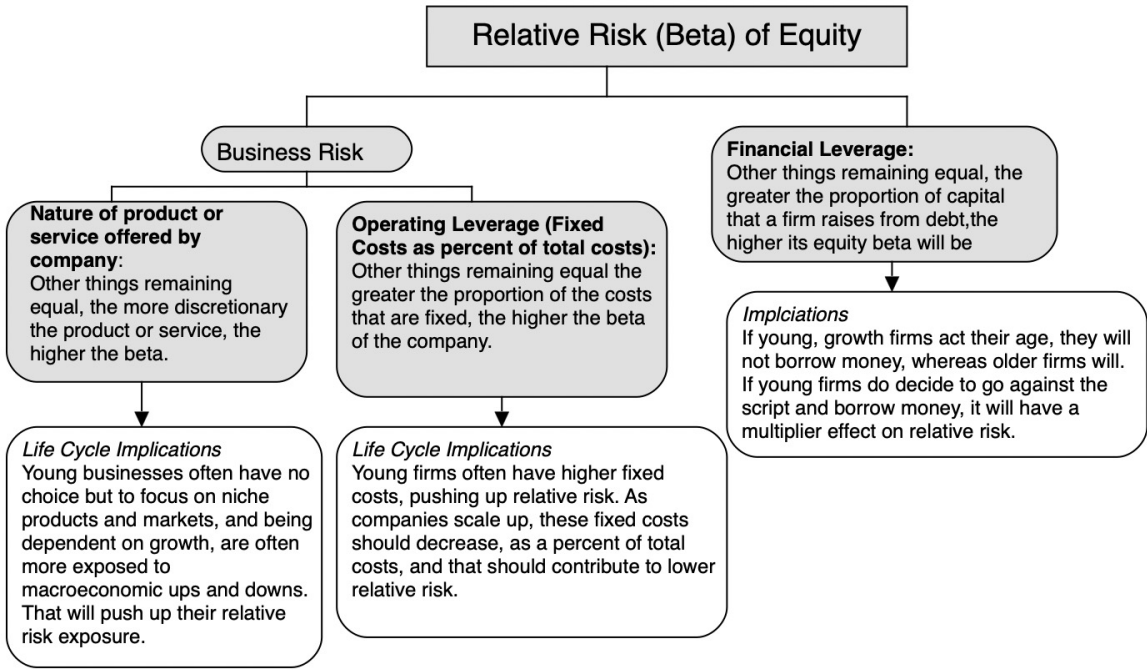 Relative Risk (Beta) of Equity
Business Risk
Financial Leverage:
Other things remaining equal, the
greater the proportion of capital
that a firm raises from debt,the
higher its equity beta will be
Nature of product or
service offered by
company:
Other things remaining
equal, the more discretionary
the product or service, the
higher the beta.
Operating Leverage (Fixed
Costs as percent of total costs):
Other things remaining equal the
greater the proportion of the costs
that are fixed, the higher the beta
of the company.
Implciations
If young, growth firms act their age, they will
not borrow money, whereas older firms will.
If young firms do decide to go against the
script and borrow money, it will have a
multiplier effect on relative risk.
Life Cycle Implications
Young businesses often have no
choice but to focus on niche
products and markets, and being
dependent on growth, are often
more exposed to
macroeconomic ups and downs.
That will push up their relative
risk exposure.
Life Cycle Implications
Young firms often have higher fixed
costs, pushing up relative risk. As
companies scale up, these fixed costs
should decrease, as a percent of total
costs, and that should contribute to lower
relative risk.